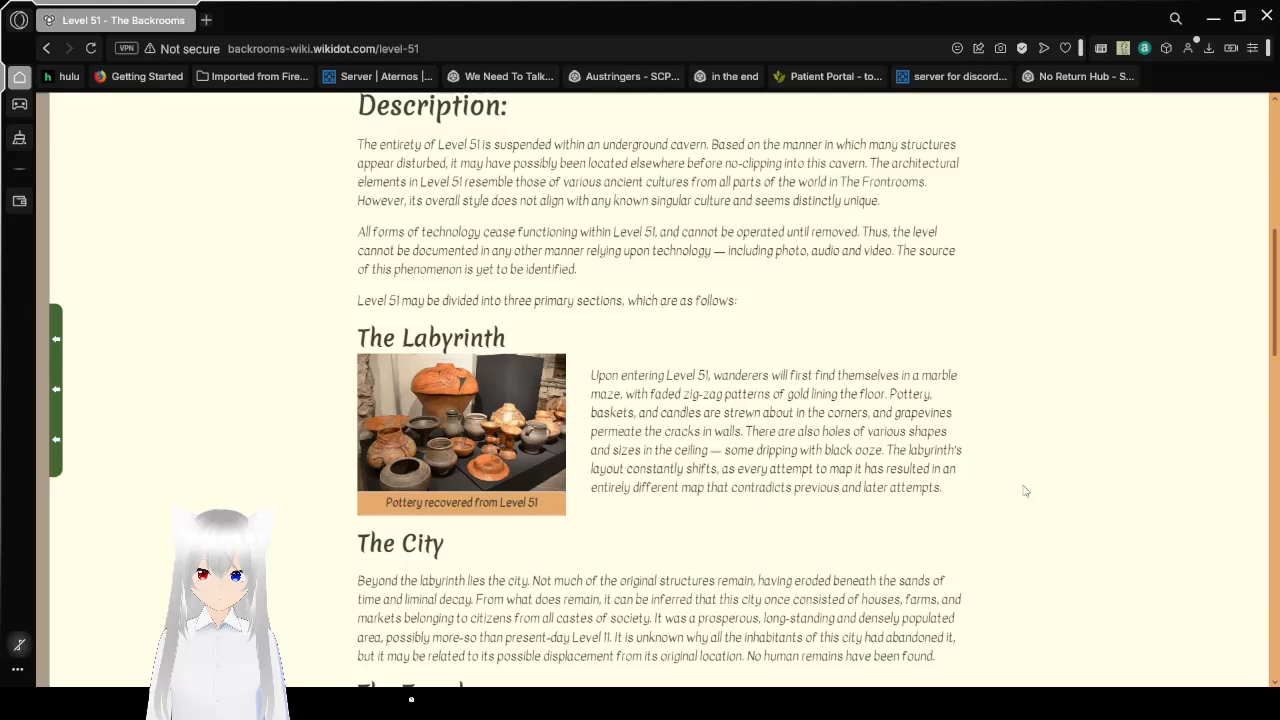 Level 51 - The Backrooms
VPN Not secure backrooms-wiki.wikidot.com/level-51
hulu Getting Started Imported from Fire... Server | Aternos |... We Need To Talk... Austringers - SCP... in the end Patient Portal - to... server for discord... No Return Hub - S...
Description:
The entirety of Level 51 is suspended within an underground cavern. Based on the manner in which many structures
appear disturbed, it may have possibly been located elsewhere before no-clipping into this cavern. The architectural
elements in Level 51 resemble those of various ancient cultures from all parts of the world in The Frontrooms.
However, its overall style does not align with any known singular culture and seems distinctly unique.
All forms of technology cease functioning within Level 51, and cannot be operated until removed. Thus, the level
cannot be documented in any other manner relying upon technology — including photo, audio and video. The source
of this phenomenon is yet to be identified.
Level 51 may be divided into three primary sections, which are as follows:
The Labyrinth
Upon entering Level 51, wanderers will first find themselves in a marble
maze, with faded zig-zag patterns of gold lining the floor. Pottery,
baskets, and candles are strewn about in the corners, and grapevines
permeate the cracks in walls. There are also holes of various shapes
and sizes in the ceiling — some dripping with black ooze. The labyrinth's
layout constantly shifts, as every attempt to map it has resulted in an
entirely different map that contradicts previous and later attempts.
Pottery recovered from Level 51
The City
Beyond the labyrinth lies the city. Not much of the original structures remain, having eroded beneath the sands of
time and liminal decay. From what does remain, it can be inferred that this city once consisted of houses, farms, and
markets belonging to citizens from all castes of society. It was a prosperous, long-standing and densely populated
area, possibly more-so than present-day Level 11. It is unknown why all the inhabitants of this city had abandoned it,
but it may be related to its possible displacement from its original location. No human remains have been found.